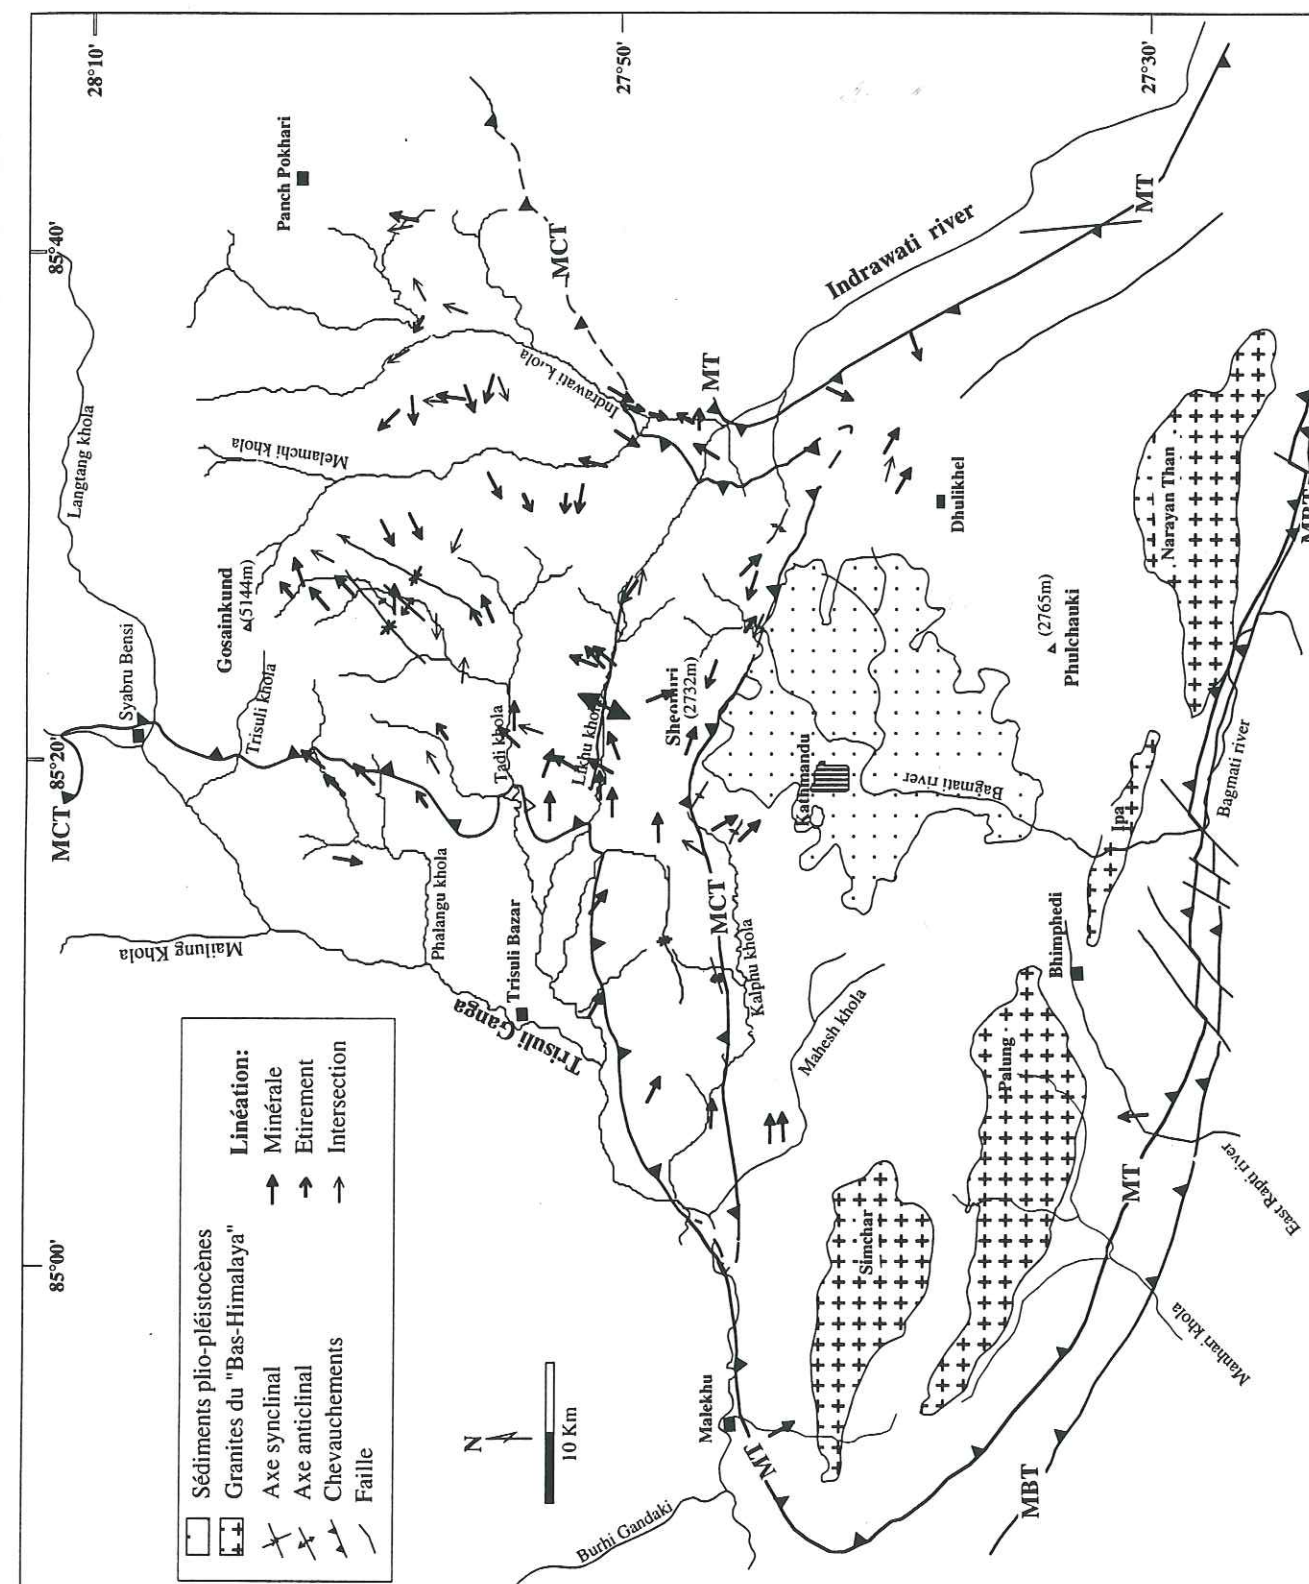 28°10'
27°50'
27°30'
85°40'
85°20'
85°00'
Panch Pokhari
MCT
MT
Indrawati river
MT
Langtang khola
Melamchi khola
Indrawati
Gosainkund
(5144m)
Syabru Bensi
Trisuli khola
Dhulikhel
Narayan Than
Phulchauki
(2765m)
Sheopuri
(2732m)
Tadi khola
Likhu khola
MCT
Kathmandu
Bagmati river
Bagmati river
Ipa
Phalangu khola
Mailung Khola
Trisuli Bazar
Trisuli Ganga
MCT
Kalphu khola
Mahesh khola
Bhimphedi
Palung
Simchar
MT
East Rapti river
Manhari khola
Malekhu
MT
MBT
Burhi Gandaki
N
10 Km
Sédiments plio-pléistocènes
Granites du "Bas-Himalaya"
Axe synclinal
Axe anticlinal
Chevauchements
Faille
Linéation:
Minérale
Etirement
Intersection